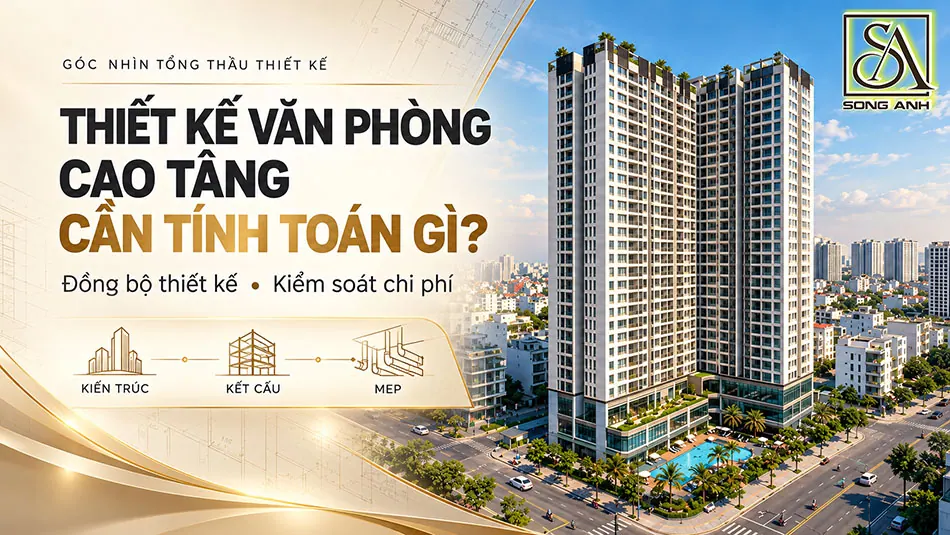 GÓC NHÌN TỔNG THẦU THIẾT KẾ
THIẾT KẾ VĂN PHÒNG
CAO TẦNG
CẦN TÍNH TOÁN GÌ?
Đồng bộ thiết kế • Kiểm soát chi phí
KIẾN TRÚC
KẾT CẤU
MEP
SA
SONG ANH